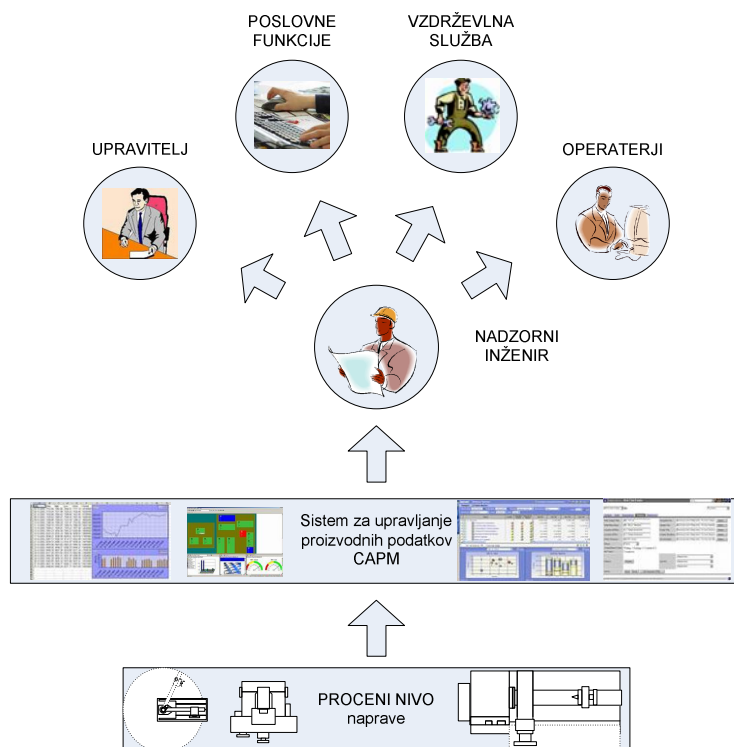 POSLOVNE
FUNKCIJE
VZDRŽEVLNA
SLUŽBA
UPRAVITELJ
OPERATERJI
NADZORNI
INŽENIR
Sistem za upravljanje
proizvodnih podatkov
CAPM
PROCENI NIVO
naprave